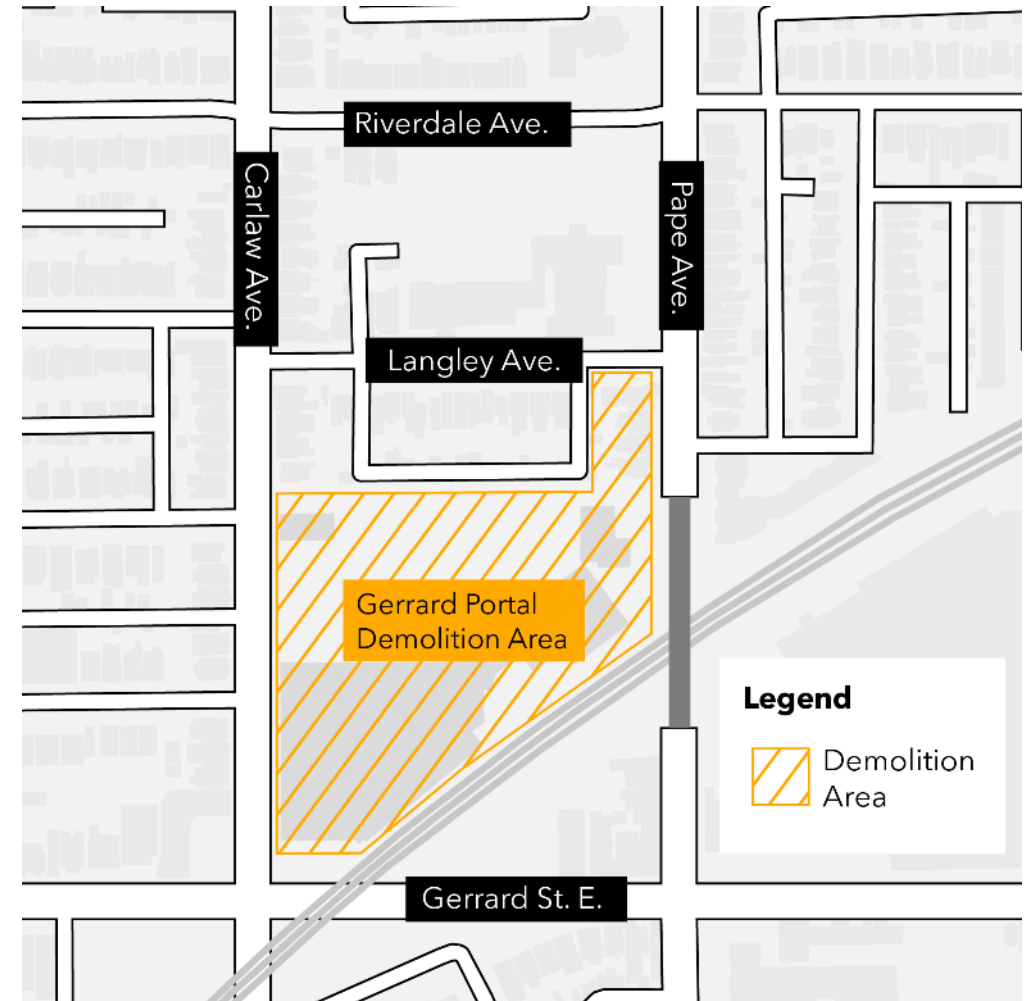 Riverdale Ave.
Carlaw Ave.
Pape Ave.
Langley Ave.
Gerrard Portal
Demolition Area
Legend
Demolition
Area
Gerrard St. E.